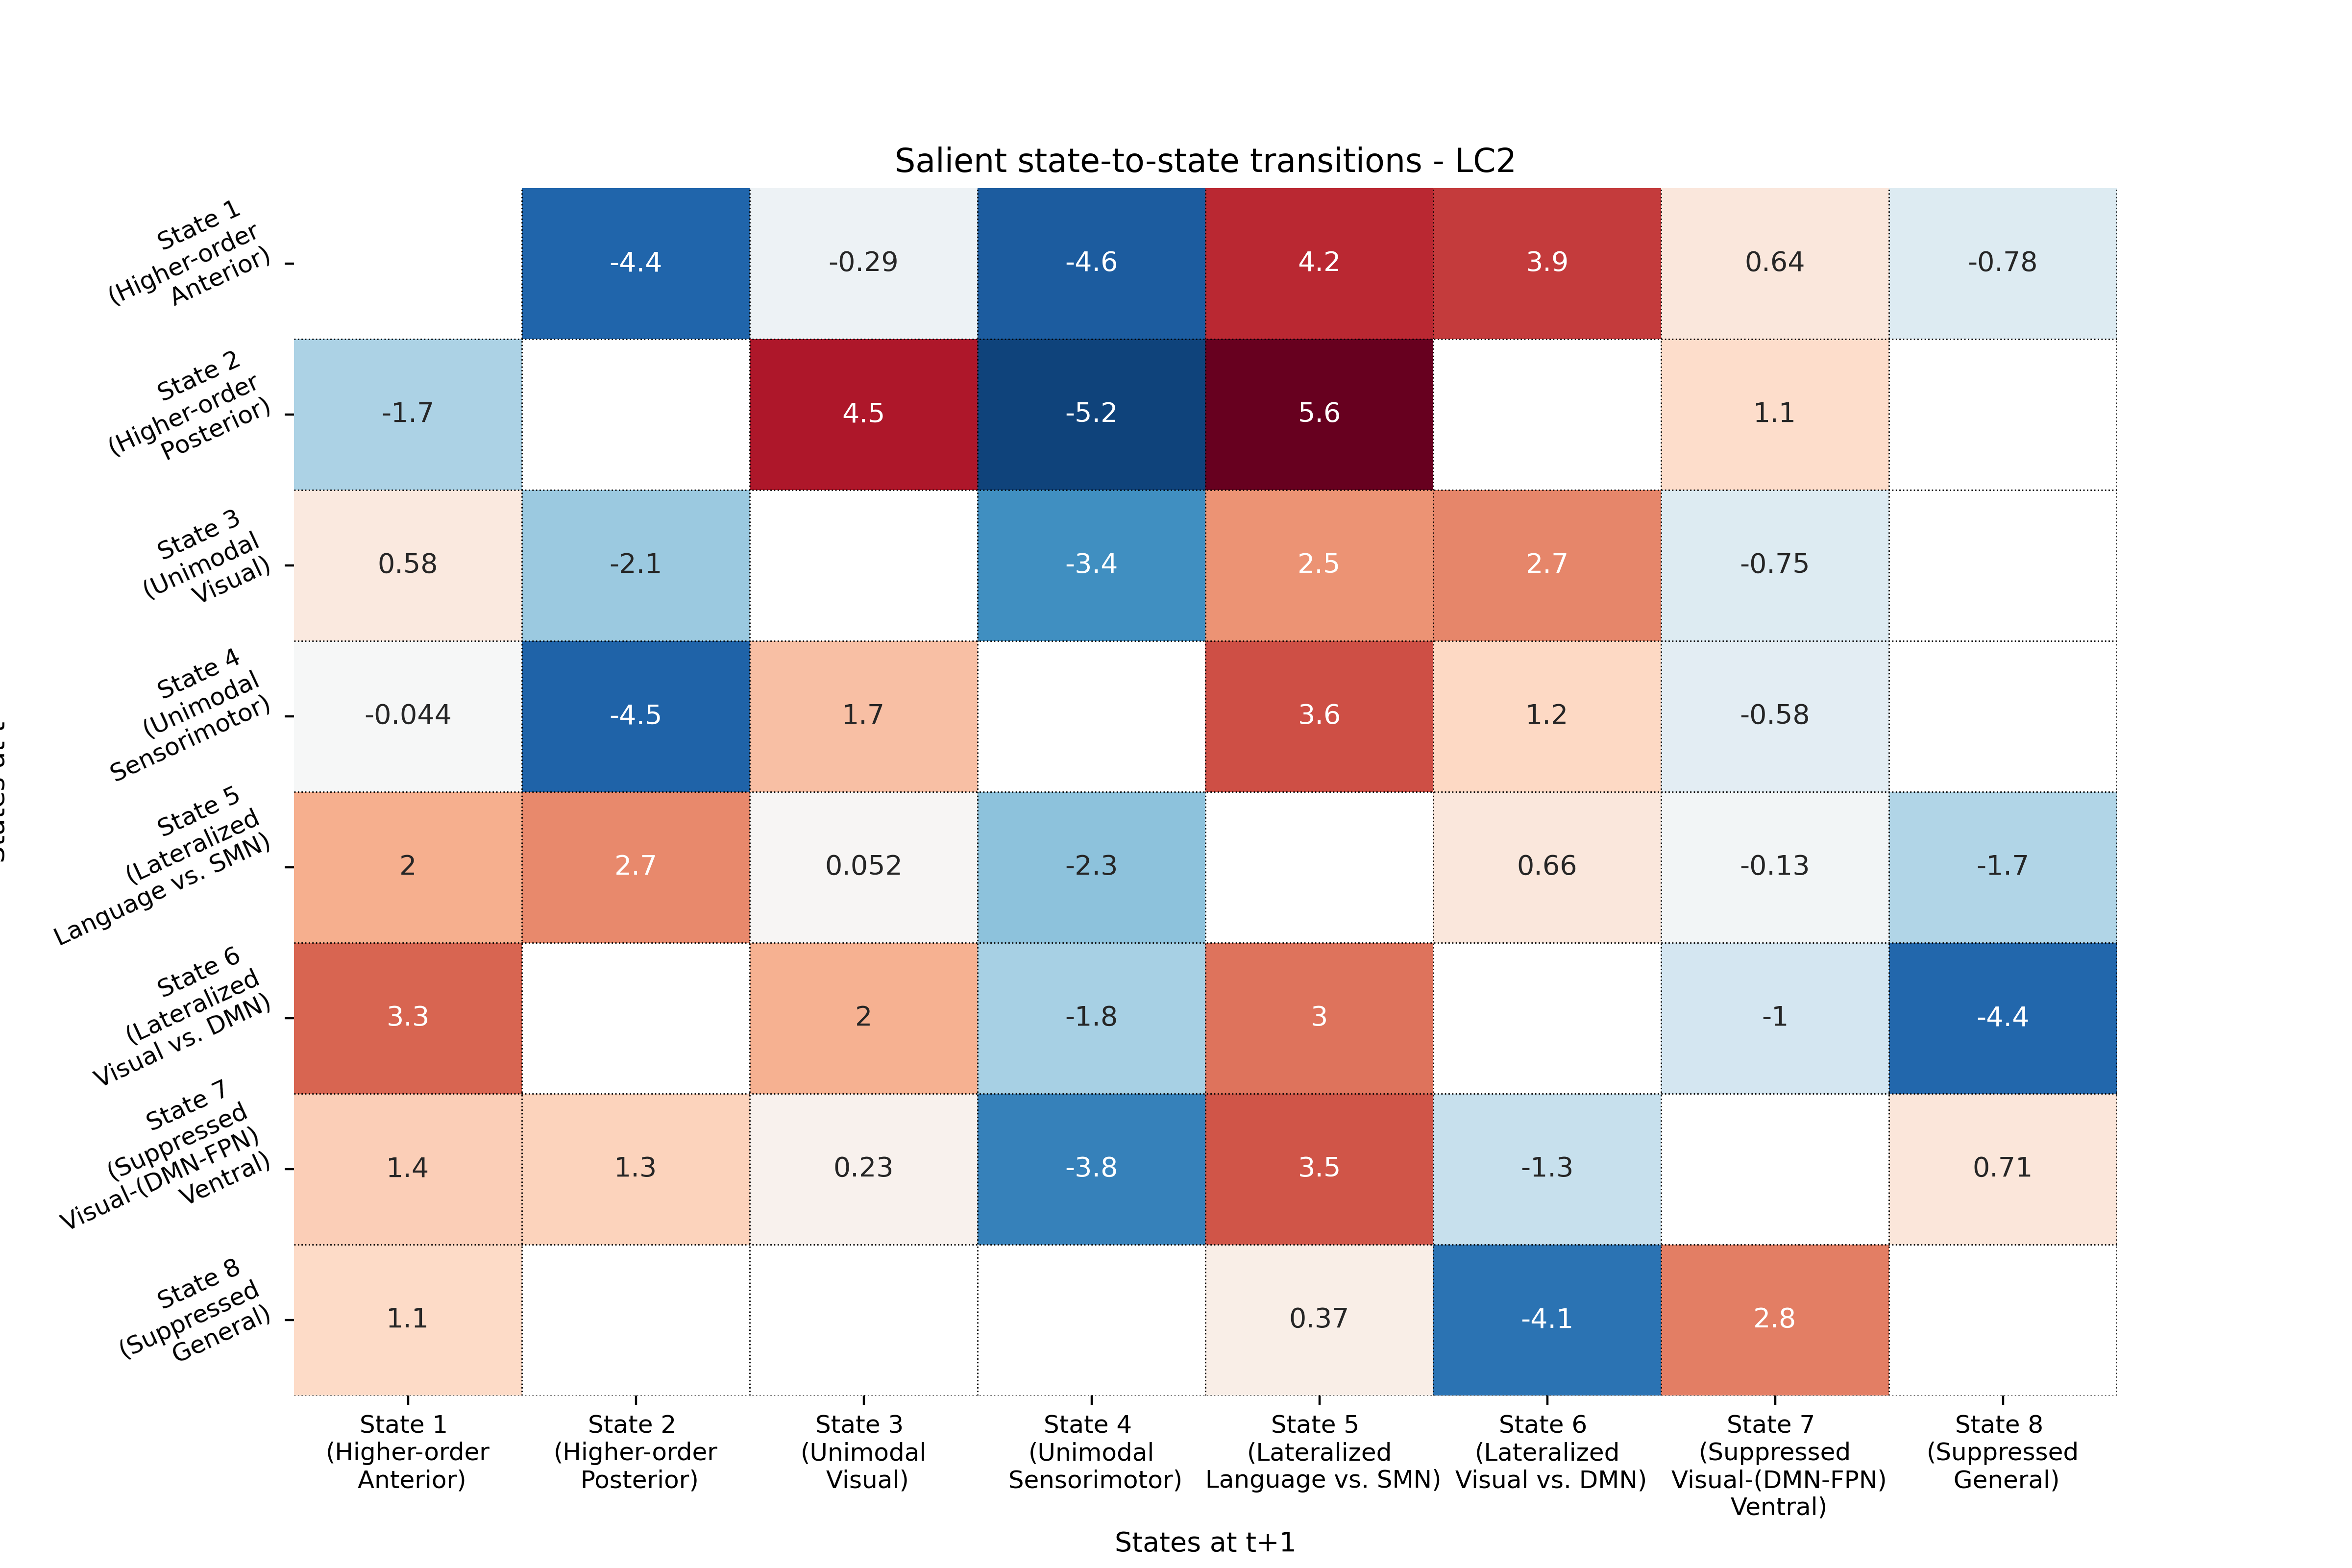 Salient state-to-state transitions - LC2
State 1
(Higher-order
Anterior)
-4.4
-0.29
-4.6
4.2
3.9
0.64
-0.78
State 2
(Higher-order
Posterior)
-1.7
4.5
-5.2
5.6
1.1
State 3
(Unimodal
Visual)
0.58
-2.1
-3.4
2.5
2.7
-0.75
State 4
(Unimodal
Sensorimotor)
-0.044
-4.5
1.7
3.6
1.2
-0.58
State 5
(Lateralized
Language vs. SMN)
2
2.7
0.052
-2.3
0.66
-0.13
-1.7
State 6
(Lateralized
Visual vs. DMN)
3.3
2
-1.8
3
-1
-4.4
State 7
(Suppressed
Visual-(DMN-FPN)
Ventral)
1.4
1.3
0.23
-3.8
3.5
-1.3
0.71
State 8
(Suppressed
General)
1.1
0.37
-4.1
2.8
State 1
(Higher-order
Anterior)
State 2
(Higher-order
Posterior)
State 3
(Unimodal
Visual)
State 4
(Unimodal
Sensorimotor)
State 5
(Lateralized
Language vs. SMN)
State 6
(Lateralized
Visual vs. DMN)
State 7
(Suppressed
Visual-(DMN-FPN)
Ventral)
State 8
(Suppressed
General)
States at t+1